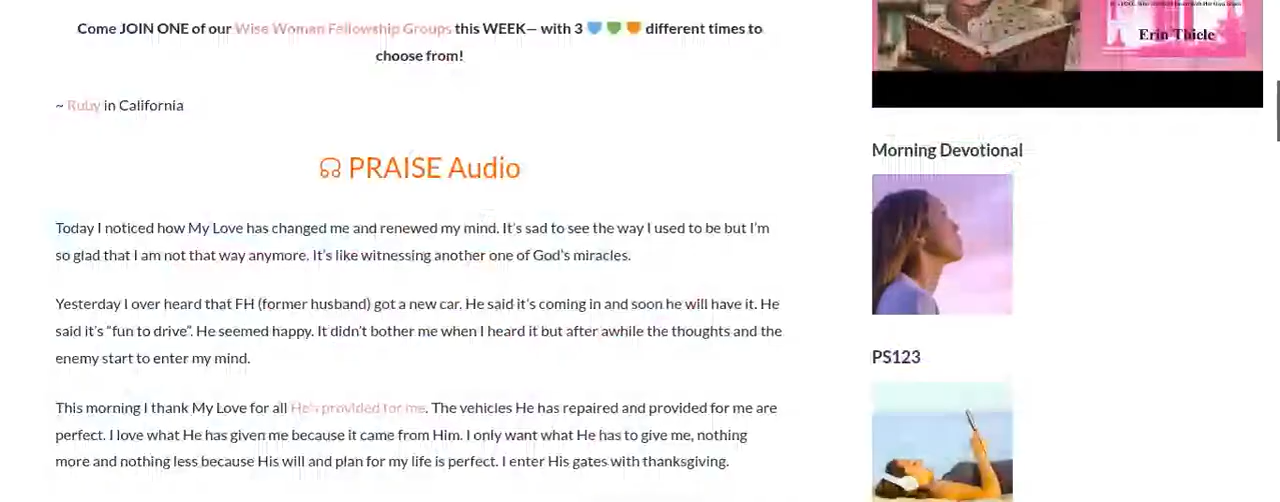 Come JOIN ONE of our Wise Woman Fellowship Groups this WEEK— with 3 💙 💚 🧡 different times to
choose from!
~ Ruby in California
🎧 PRAISE Audio
Today I noticed how My Love has changed me and renewed my mind. It's sad to see the way I used to be but I'm
so glad that I am not that way anymore. It's like witnessing another one of God's miracles.
Yesterday I over heard that FH (former husband) got a new car. He said it's coming in and soon he will have it. He
said it's "fun to drive". He seemed happy. It didn't bother me when I heard it but after awhile the thoughts and the
enemy start to enter my mind.
This morning I thank My Love for all He's provided for me. The vehicles He has repaired and provided for me are
perfect. I love what He has given me because it came from Him. I only want what He has to give me, nothing
more and nothing less because His will and plan for my life is perfect. I enter His gates with thanksgiving.
Erin Thiele
Morning Devotional
PS123